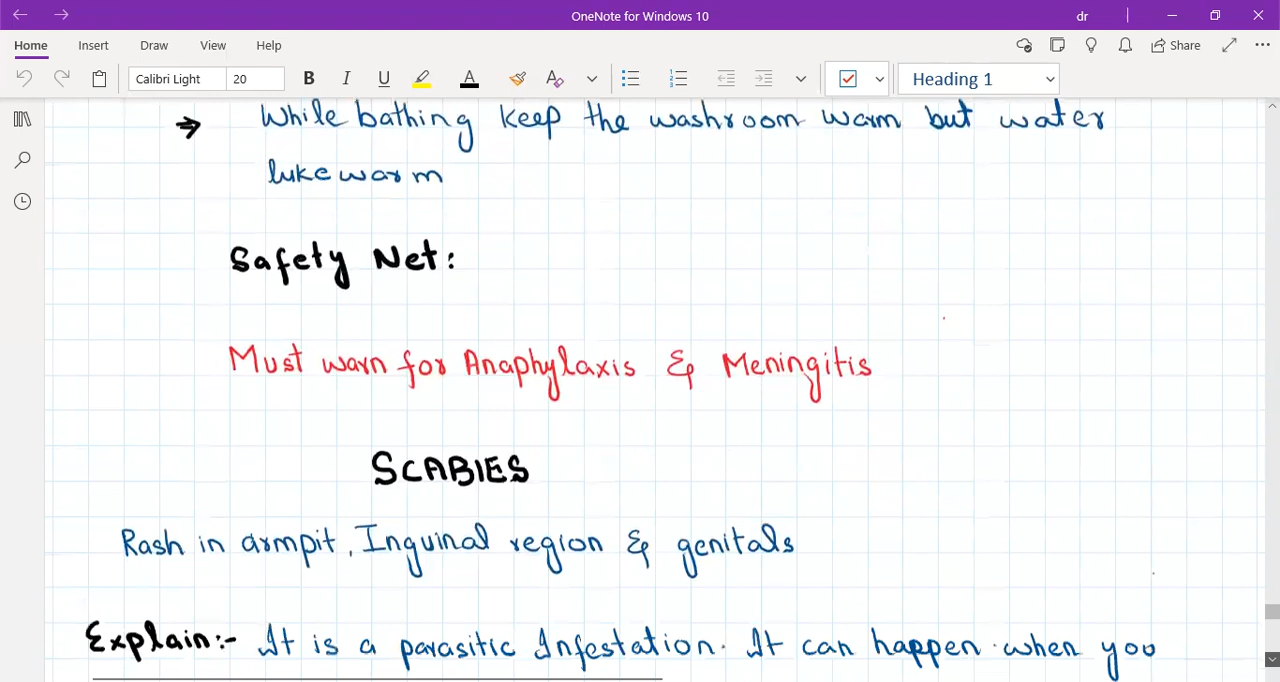 OneNote for Windows 10
dr
Home Insert Draw View Help
Share
Calibri Light 20 B I U A A Heading 1
While bathing keep the washroom warm but water
lukewarm
Safety Net:
Must warn for Anaphylaxis & Meningitis
SCABIES
Rash in armpit, Inguinal region & genitals
Explain:- It is a parasitic Infestation. It can happen when you